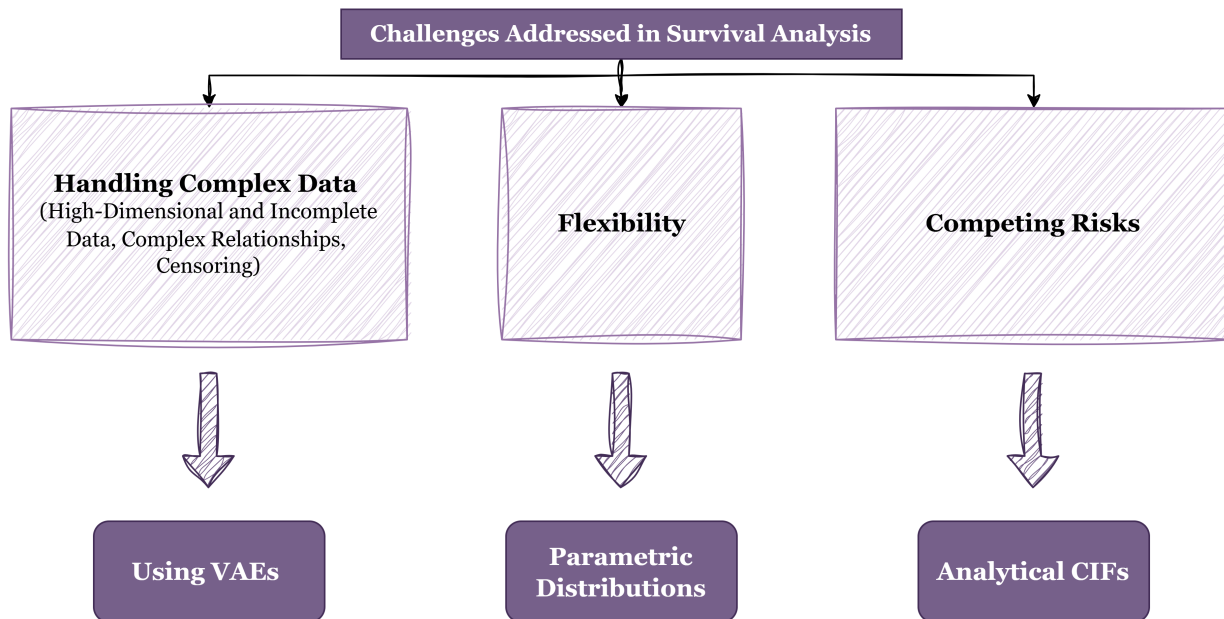 Challenges Addressed in Survival Analysis
Handling Complex Data
(High-Dimensional and Incomplete
Data, Complex Relationships,
Censoring)
Flexibility
Competing Risks
Using VAEs
Parametric
Distributions
Analytical CIFs